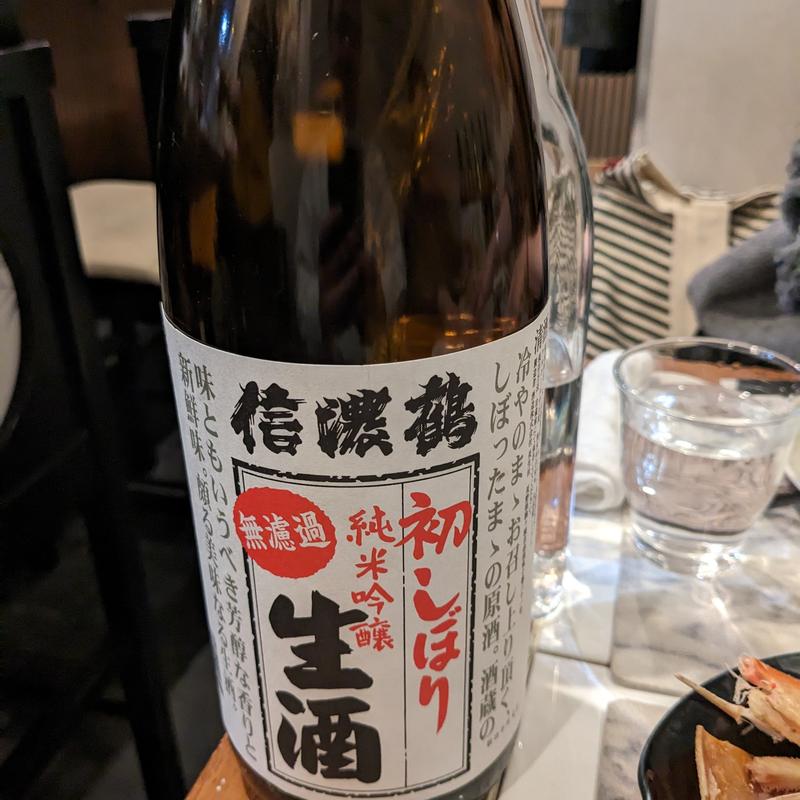 信濃鶴
初しぼり
純米吟醸
無濾過
生酒
冷やのまゝお召し上り頂く、
しぼったまゝの原酒。酒蔵の
味ともいうべき芳醇な香りと
新鮮味。頗る美味なる生酒。